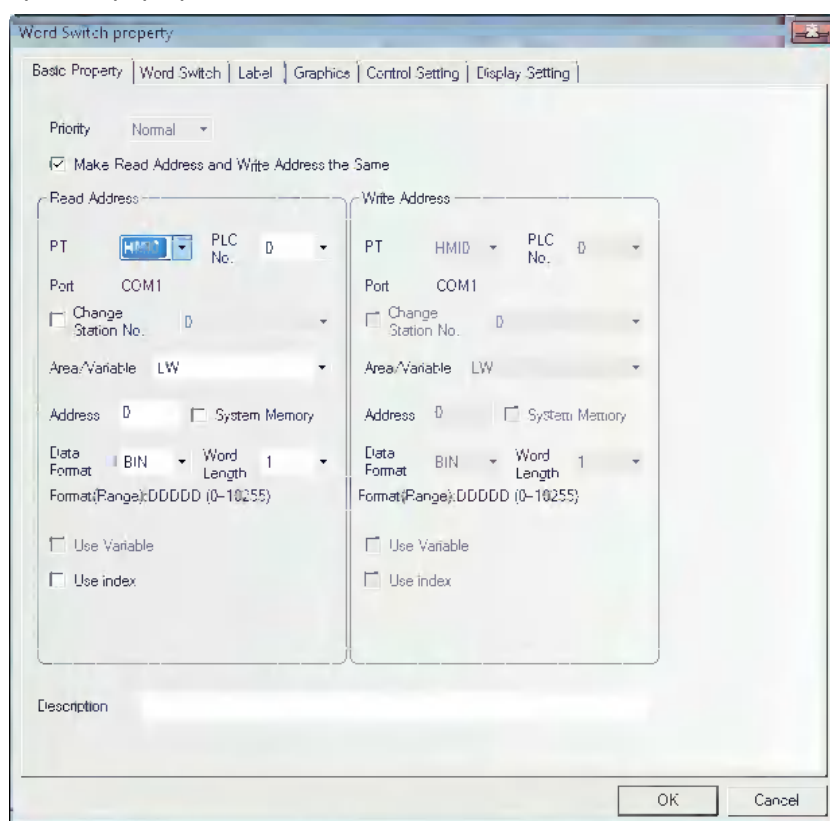 Word Switch property
Basic Property Word Switch Label Graphics Control Setting Display Setting
Priority Normal
Make Read Address and Write Address the Same
Read Address
PT HMI0 PLC No. 0
Port COM1
Change Station No. 0
Area/Variable LW
Address 0 System Memory
Data Format BIN Word Length 1
Format(Range):DDDDD (0-10255)
Use Variable
Use index
Write Address
PT HMI0 PLC No. 0
Port COM1
Change Station No. 0
Area/Variable LW
Address 0 System Memory
Data Format BIN Word Length 1
Format(Range):DDDDD (0-10255)
Use Variable
Use index
Description
OK Cancel